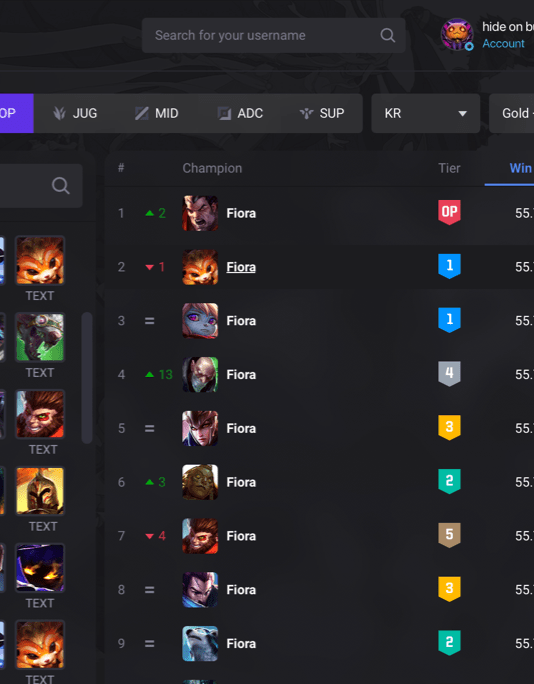 Search for your username
hide on bu
Account
OP JUG MID ADC SUP KR Gold
# Champion Tier Win
1 2 Fiora OP 55.
2 1 Fiora 1 55.
3 = Fiora 1 55.
4 13 Fiora 4 55.
5 = Fiora 3 55.
6 3 Fiora 2 55.
7 4 Fiora 5 55.
8 = Fiora 3 55.
9 = Fiora 2 55.
TEXT
TEXT
TEXT
TEXT
TEXT
TEXT